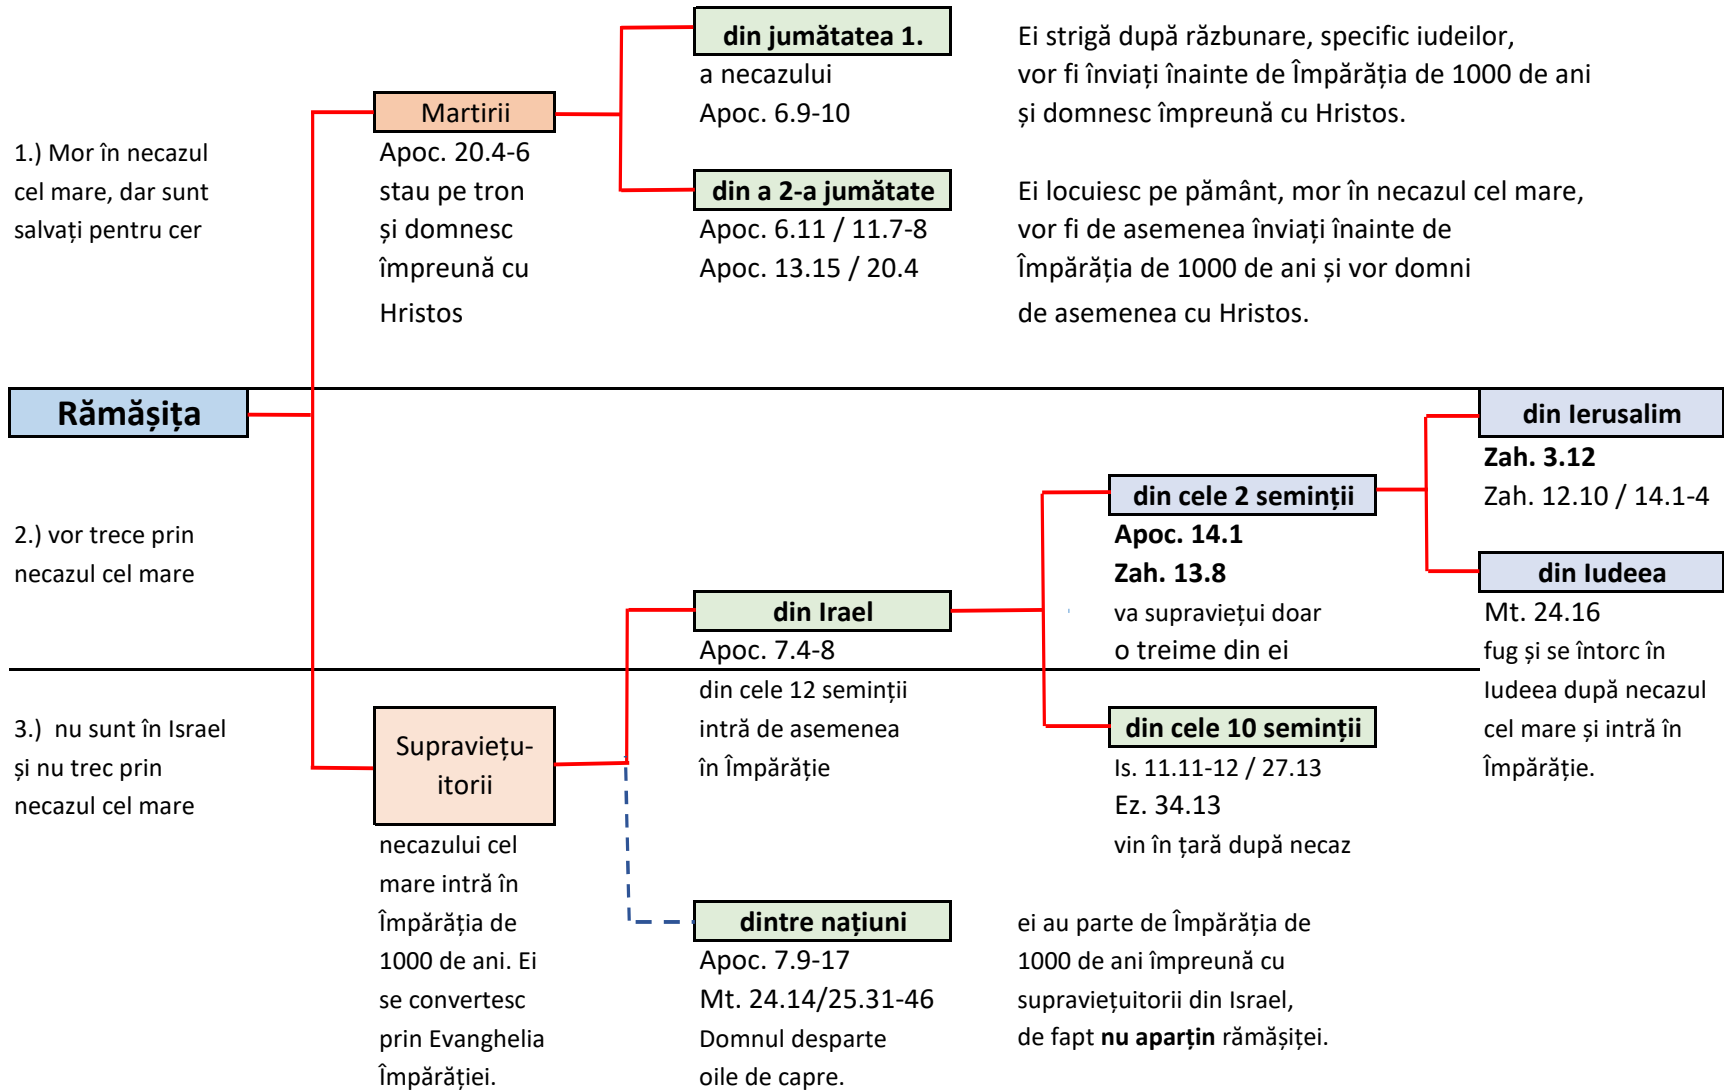 din jumătatea 1.
a necazului
Apoc. 6.9-10
Ei strigă după răzbunare, specific iudeilor,
vor fi înviați înainte de Împărăția de 1000 de ani
și domnesc împreună cu Hristos.
Martirii
Apoc. 20.4-6
stau pe tron
și domnesc
împreună cu
Hristos
1.) Mor în necazul
cel mare, dar sunt
salvați pentru cer
din a 2-a jumătate
Apoc. 6.11 / 11.7-8
Apoc. 13.15 / 20.4
Ei locuiesc pe pământ, mor în necazul cel mare,
vor fi de asemenea înviați înainte de
Împărăția de 1000 de ani și vor domni
de asemenea cu Hristos.
Rămășița
din Ierusalim
Zah. 3.12
Zah. 12.10 / 14.1-4
din cele 2 seminții
Apoc. 14.1
Zah. 13.8
va supraviețui doar
o treime din ei
2.) vor trece prin
necazul cel mare
din Iudeea
Mt. 24.16
fug și se întorc în
Iudeea după necazul
cel mare și intră în
Împărăție.
din Irael
Apoc. 7.4-8
din cele 12 seminții
intră de asemenea
în Împărăție
3.) nu sunt în Israel
și nu trec prin
necazul cel mare
Supraviețu-
itorii
necazului cel
mare intră în
Împărăția de
1000 de ani. Ei
se convertesc
prin Evanghelia
Împărăției.
din cele 10 seminții
Is. 11.11-12 / 27.13
Ez. 34.13
vin în țară după necaz
dintre națiuni
Apoc. 7.9-17
Mt. 24.14/25.31-46
Domnul desparte
oile de capre.
ei au parte de Împărăția de
1000 de ani împreună cu
supraviețuitorii din Israel,
de fapt nu aparțin rămășiței.